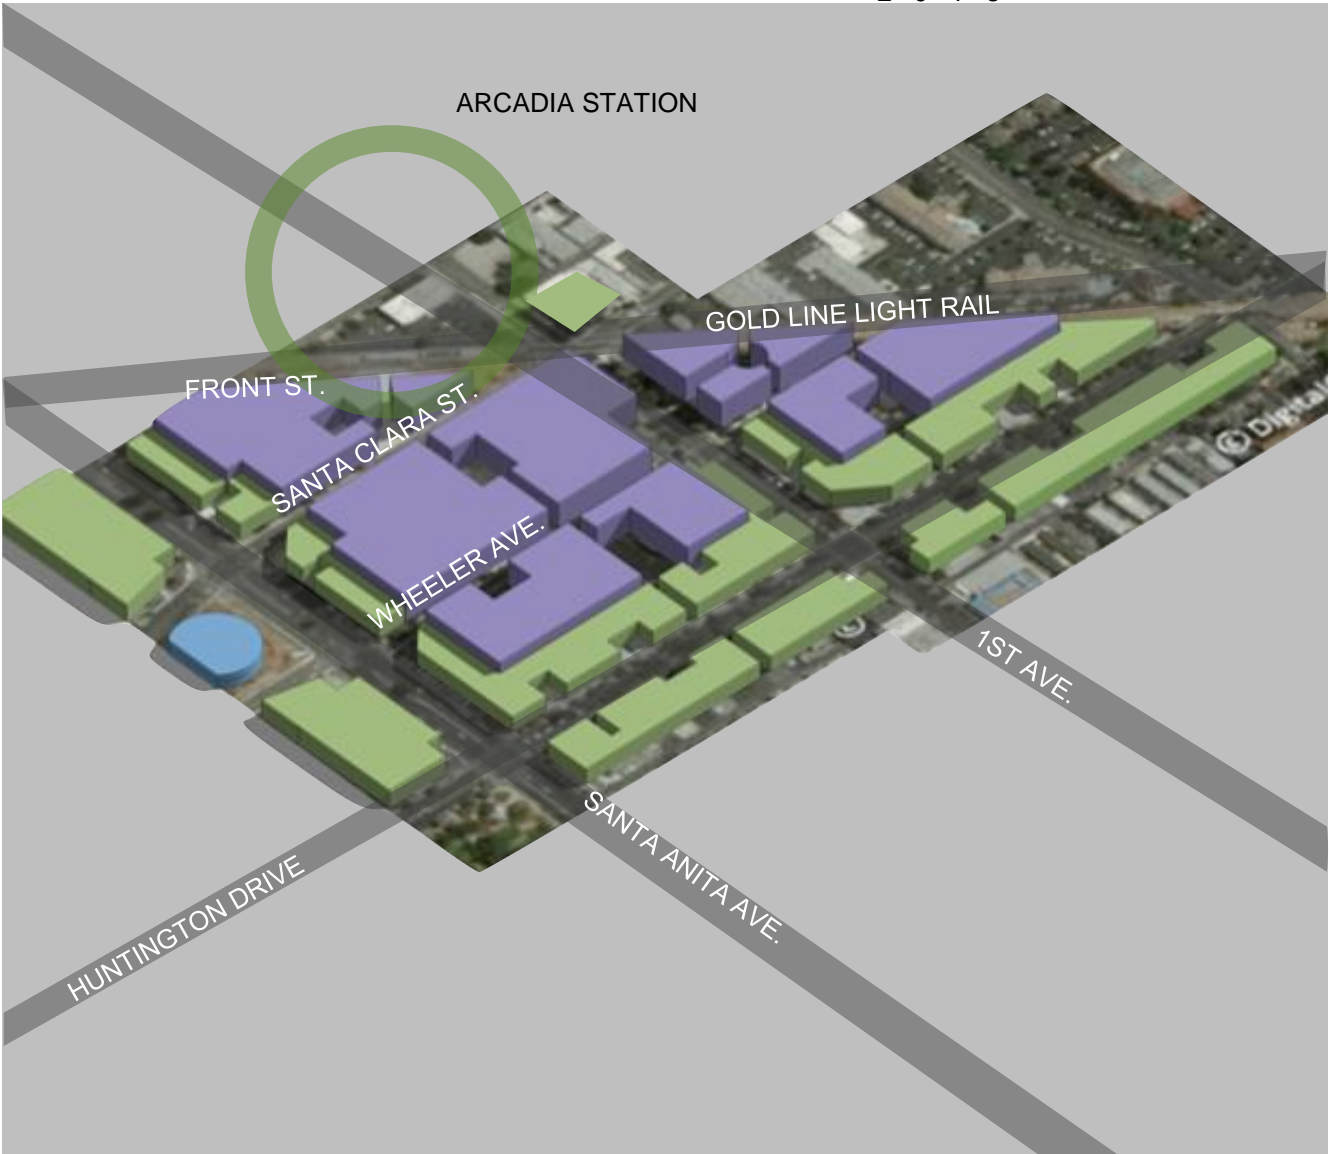 ARCADIA STATION
GOLD LINE LIGHT RAIL
FRONT ST.
SANTA CLARA ST.
WHEELER AVE.
© Digital
©
1ST AVE.
SANTA ANITA AVE.
HUNTINGTON DRIVE